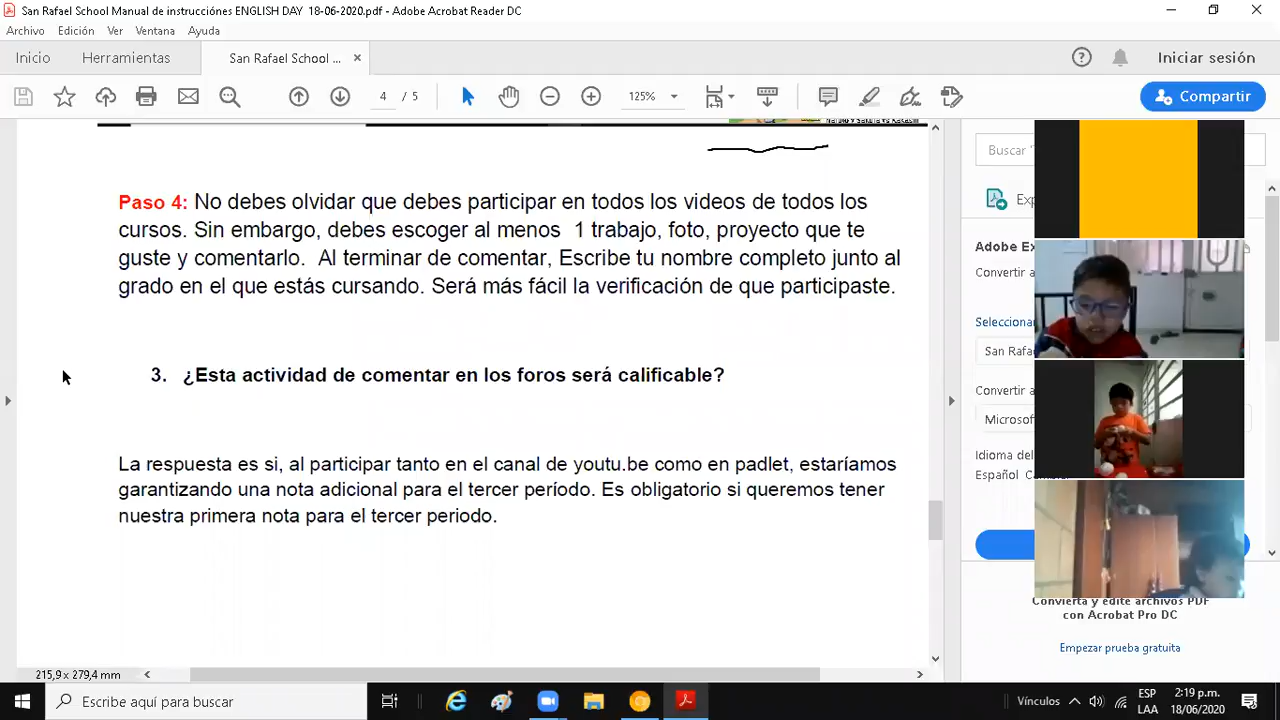 San Rafael School Manual de instrucciónes ENGLISH DAY 18-06-2020.pdf - Adobe Acrobat Reader DC
Archivo Edición Ver Ventana Ayuda
Inicio Herramientas San Rafael School ... × Iniciar sesión
4 / 5 125% Compartir
Buscar
Paso 4: No debes olvidar que debes participar en todos los videos de todos los
cursos. Sin embargo, debes escoger al menos 1 trabajo, foto, proyecto que te
guste y comentarlo. Al terminar de comentar, Escribe tu nombre completo junto al
grado en el que estás cursando. Será más fácil la verificación de que participaste.
3. ¿Esta actividad de comentar en los foros será calificable?
La respuesta es si, al participar tanto en el canal de youtu.be como en padlet, estaríamos
garantizando una nota adicional para el tercer periodo. Es obligatorio si queremos tener
nuestra primera nota para el tercer periodo.
Exp
Adobe Ex
Convertir a
Seleccionar
San Rafa
Convertir a
Microsof
Idioma del
Español Cambiar
Convierta y edite archivos PDF
con Acrobat Pro DC
Empezar prueba gratuita
215,9 x 279,4 mm
Escribe aquí para buscar
Vínculos
ESP
LAA
2:19 p.m.
18/06/2020